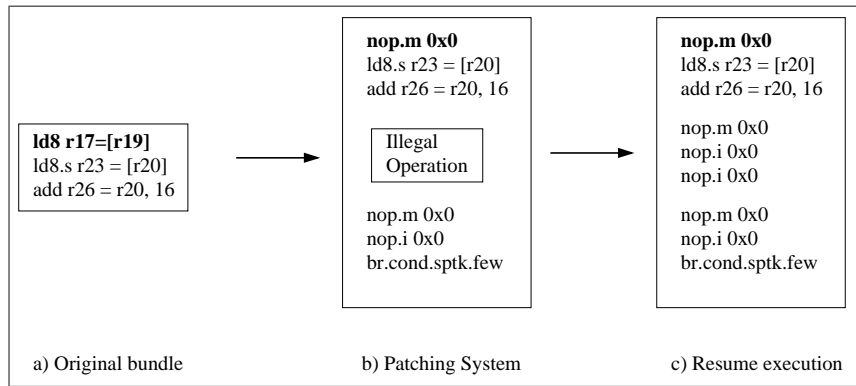 ld8 r17=[r19]
ld8.s r23 = [r20]
add r26 = r20, 16
a) Original bundle
nop.m 0x0
ld8.s r23 = [r20]
add r26 = r20, 16
Illegal
Operation
nop.m 0x0
nop.i 0x0
br.cond.sptk.few
b) Patching System
nop.m 0x0
ld8.s r23 = [r20]
add r26 = r20, 16
nop.m 0x0
nop.i 0x0
nop.i 0x0
nop.m 0x0
nop.i 0x0
br.cond.sptk.few
c) Resume execution